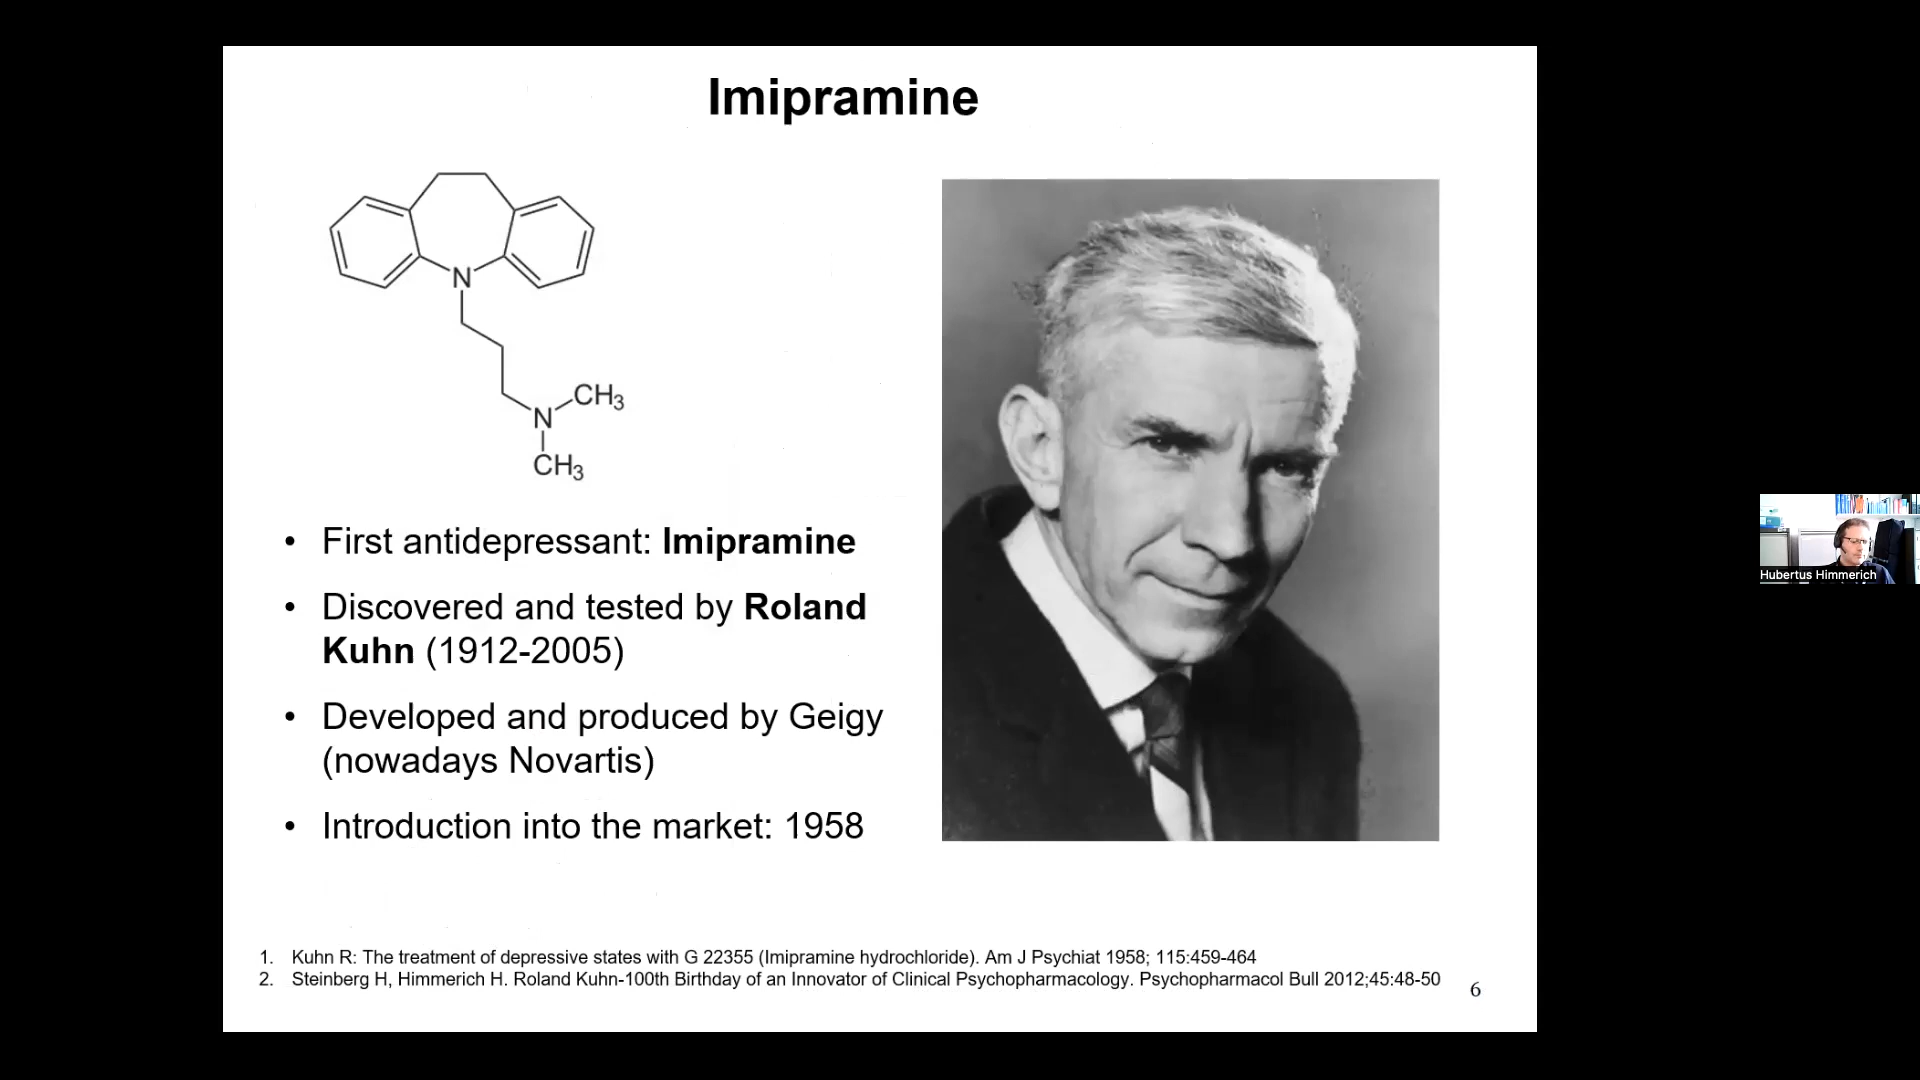 Imipramine
N
N
CH3
CH3
• First antidepressant: Imipramine
• Discovered and tested by Roland
Kuhn (1912-2005)
• Developed and produced by Geigy
(nowadays Novartis)
• Introduction into the market: 1958
1. Kuhn R: The treatment of depressive states with G 22355 (Imipramine hydrochloride). Am J Psychiat 1958; 115:459-464
2. Steinberg H, Himmerich H. Roland Kuhn-100th Birthday of an Innovator of Clinical Psychopharmacology. Psychopharmacol Bull 2012;45:48-50
6
Hubertus Himmerich